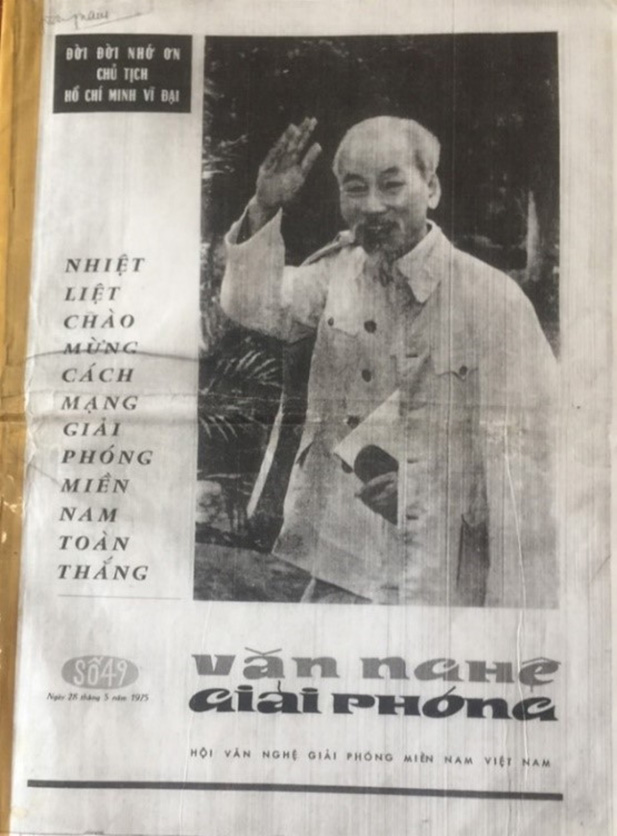 ĐỜI ĐỜI NHỚ ƠN
CHỦ TỊCH
HỒ CHÍ MINH VĨ ĐẠI
NHIỆT
LIỆT
CHÀO
MỪNG
CÁCH
MẠNG
GIẢI
PHÓNG
MIỀN
NAM
TOÀN
THẮNG
Số 49
Ngày 28 tháng 5 năm 1975
văn nghệ
giải phóng
HỘI VĂN NGHỆ GIẢI PHÓNG MIỀN NAM VIỆT NAM